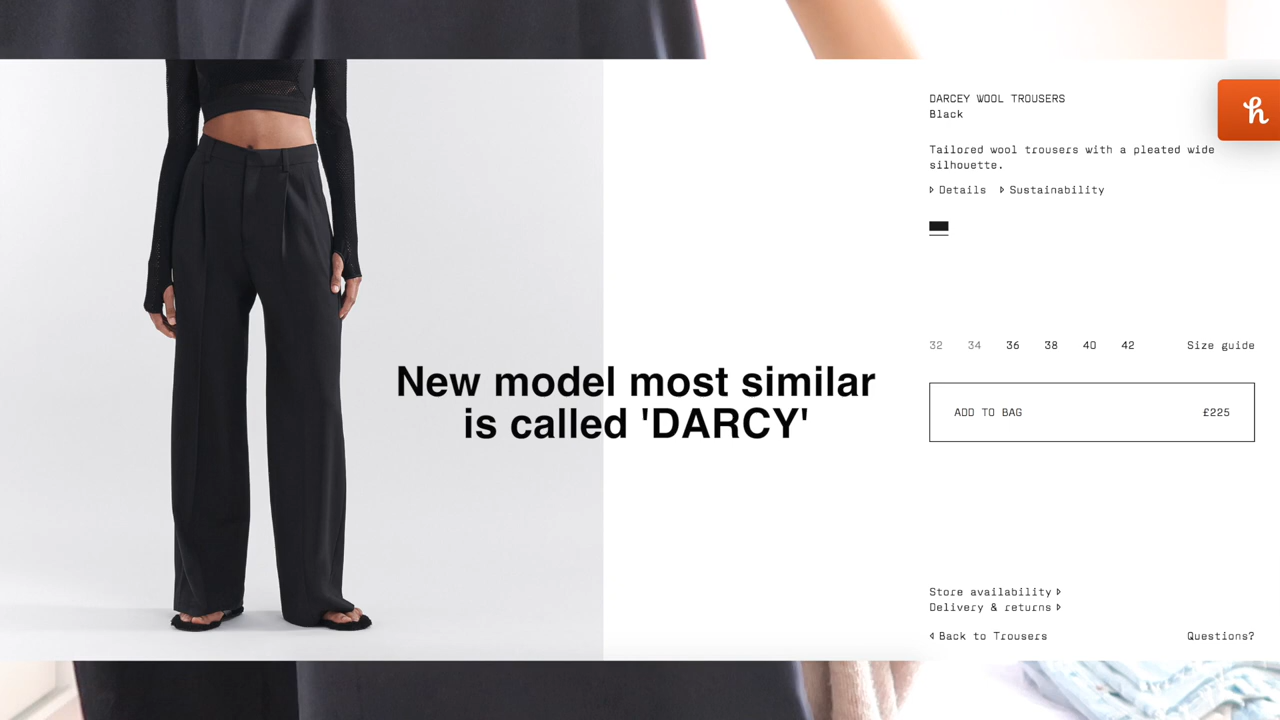 DARCEY WOOL TROUSERS
Black
Tailored wool trousers with a pleated wide
silhouette.
▹ Details ▹ Sustainability
32 34 36 38 40 42 Size guide
New model most similar
is called 'DARCY'
ADD TO BAG £225
Store availability ▹
Delivery & returns ▹
◃ Back to Trousers Questions?